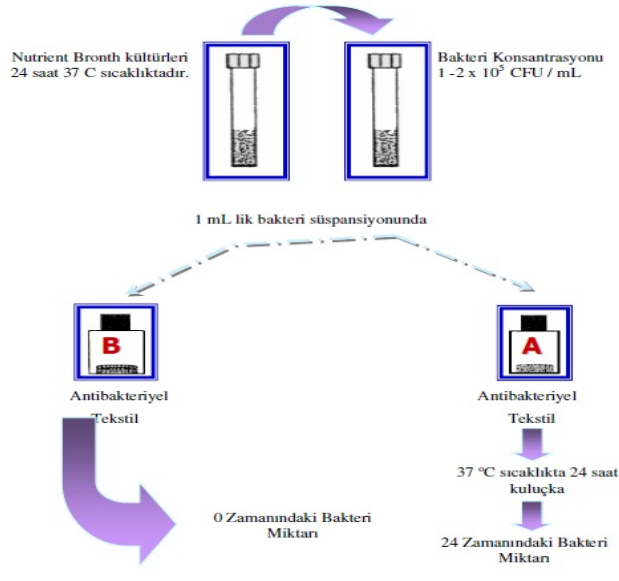 Nutrient Bronth kültürleri
24 saat 37 C sıcaklıktadır.
Bakteri Konsantrasyonu
1 -2 x 10⁵ CFU / mL
1 mL lik bakteri süspansiyonunda
B
A
Antibakteriyel
Tekstil
Antibakteriyel
Tekstil
37 °C sıcaklıkta 24 saat
kuluçka
0 Zamanındaki Bakteri
Miktarı
24 Zamanındaki Bakteri
Miktarı